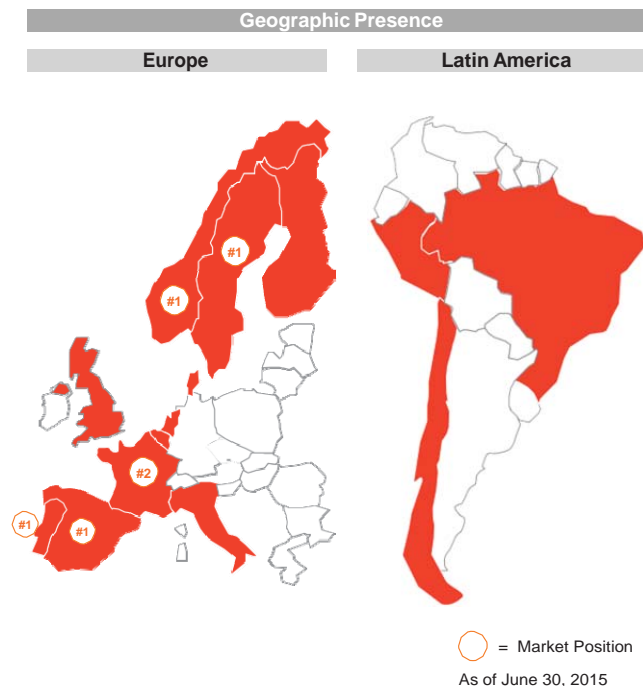 Geographic Presence
Europe
Latin America
#1
#1
#2
#1
#1
= Market Position
As of June 30, 2015